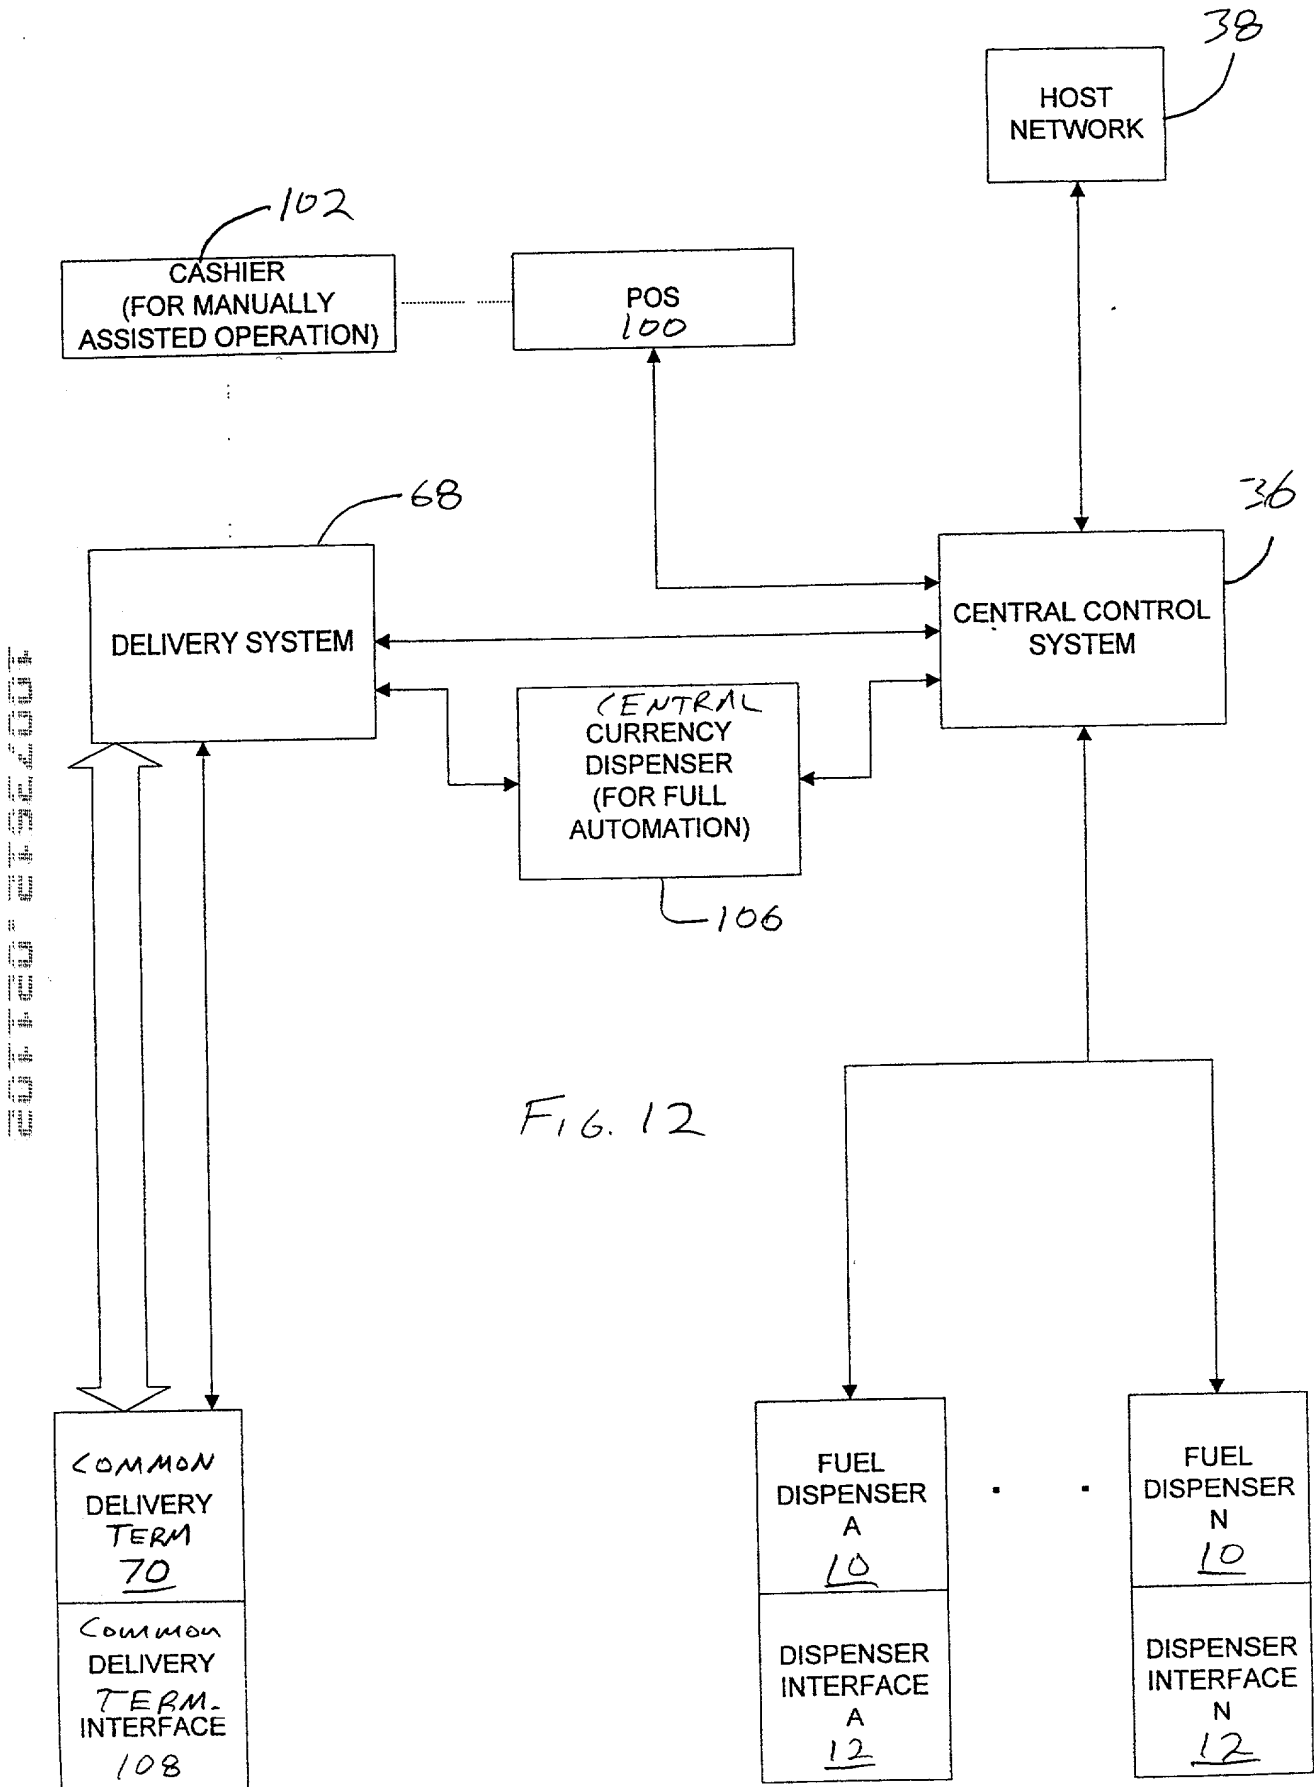 38
HOST
NETWORK
102
CASHIER
(FOR MANUALLY
ASSISTED OPERATION)
POS
100
68
36
DELIVERY SYSTEM
CENTRAL CONTROL
SYSTEM
CENTRAL
CURRENCY
DISPENSER
(FOR FULL
AUTOMATION)
106
FIG. 12
COMMON
DELIVERY
TERM
70
COMMON
DELIVERY
TERM.
INTERFACE
108
FUEL
DISPENSER
A
10
DISPENSER
INTERFACE
A
12
FUEL
DISPENSER
N
10
DISPENSER
INTERFACE
N
12